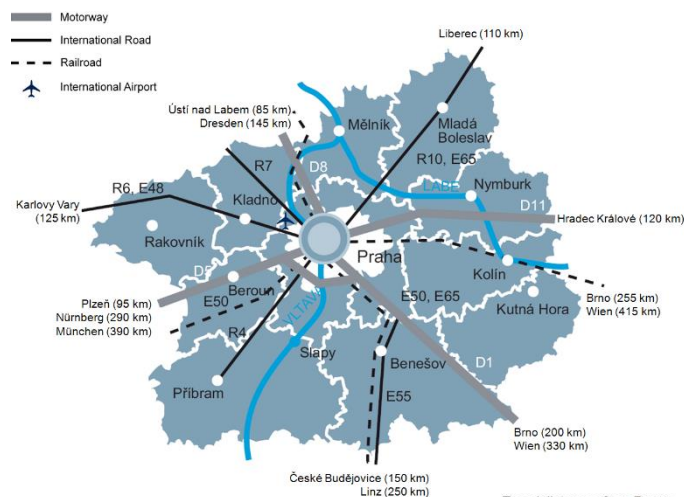 Motorway
International Road
Railroad
International Airport
Liberec (110 km)
Ústí nad Labem (85 km)
Dresden (145 km)
Mělník
Mladá
Boleslav
R7
D8
R10, E65
R6, E48
Kladno
LABE
Nymburk
Karlovy Vary
(125 km)
D11
Hradec Králové (120 km)
Rakovník
Praha
D5
Beroun
Kolín
Plzeň (95 km)
Nürnberg (290 km)
München (390 km)
E50
E50, E65
Brno (255 km)
Wien (415 km)
Kutná Hora
VLTAVA
R4
Slapy
Benešov
D1
Příbram
E55
Brno (200 km)
Wien (330 km)
České Budějovice (150 km)
Linz (250 km)